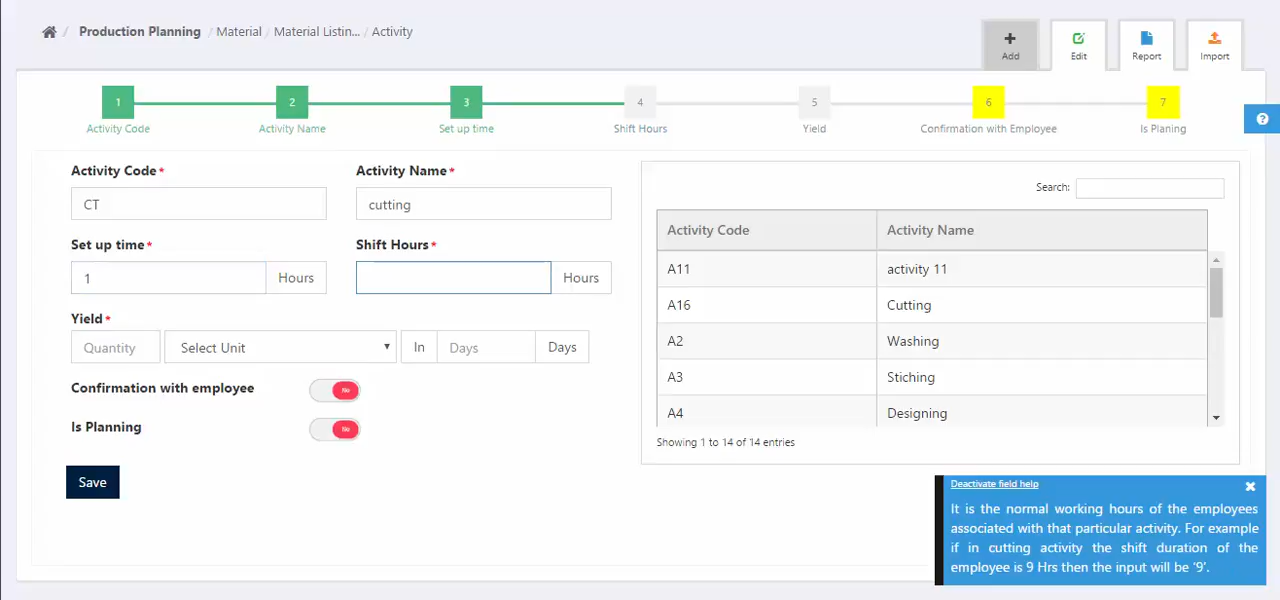 / Production Planning / Material / Material Listin... / Activity
Add
Edit
Report
Import
1
2
3
4
5
6
7
Activity Code
Activity Name
Set up time
Shift Hours
Yield
Confirmation with Employee
Is Planing
?
Activity Code*
Activity Name*
CT
cutting
Set up time*
Shift Hours*
1 Hours
Hours
Yield*
Quantity
Select Unit
In
Days
Days
Confirmation with employee
No
Is Planning
No
Save
Search:
Activity Code Activity Name
A11 activity 11
A16 Cutting
A2 Washing
A3 Stiching
A4 Designing
Showing 1 to 14 of 14 entries
Deactivate field help
It is the normal working hours of the employees
associated with that particular activity. For example
if in cutting activity the shift duration of the
employee is 9 Hrs then the input will be ‘9’.